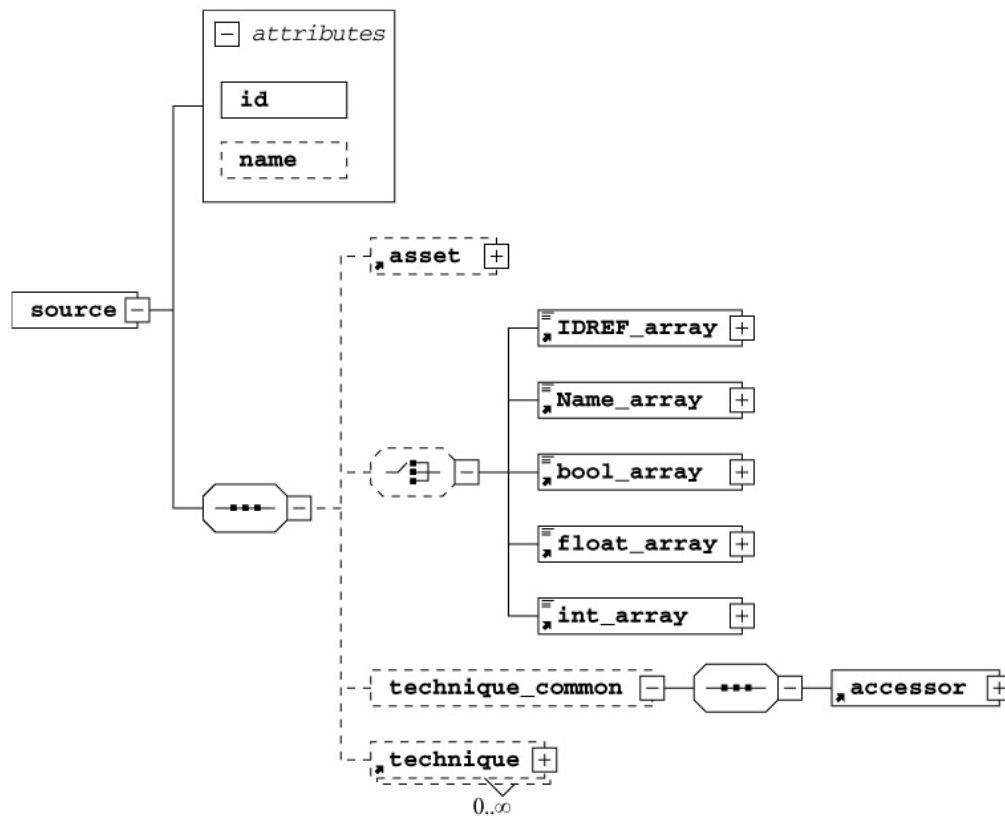 attributes
id
name
asset
source
IDREF_array
Name_array
bool_array
float_array
int_array
technique_common
accessor
technique
0..∞